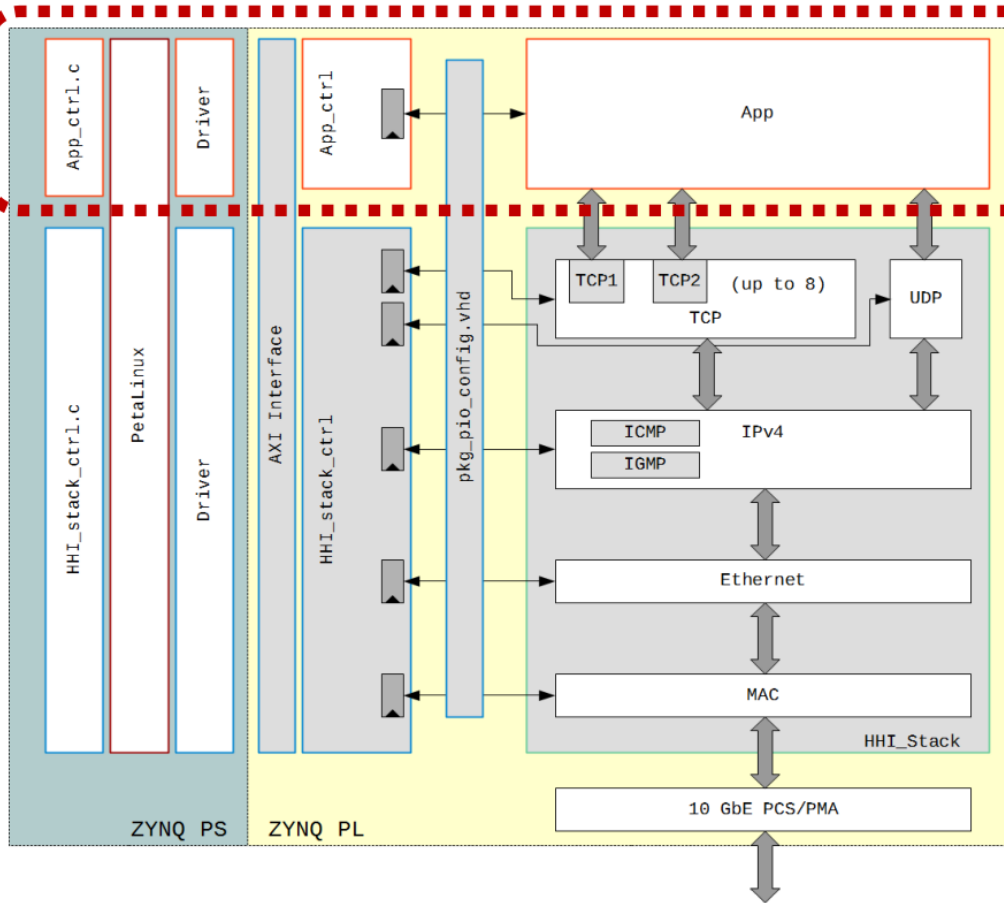 App_ctrl.c
PetaLinux
Driver
AXI Interface
App_ctrl
pkg_pio_config.vhd
App
HHI_stack_ctrl.c
Driver
HHI_stack_ctrl
TCP1
TCP2
(up to 8)
TCP
UDP
ICMP
IPv4
IGMP
Ethernet
MAC
HHI_Stack
10 GbE PCS/PMA
ZYNQ PS
ZYNQ PL